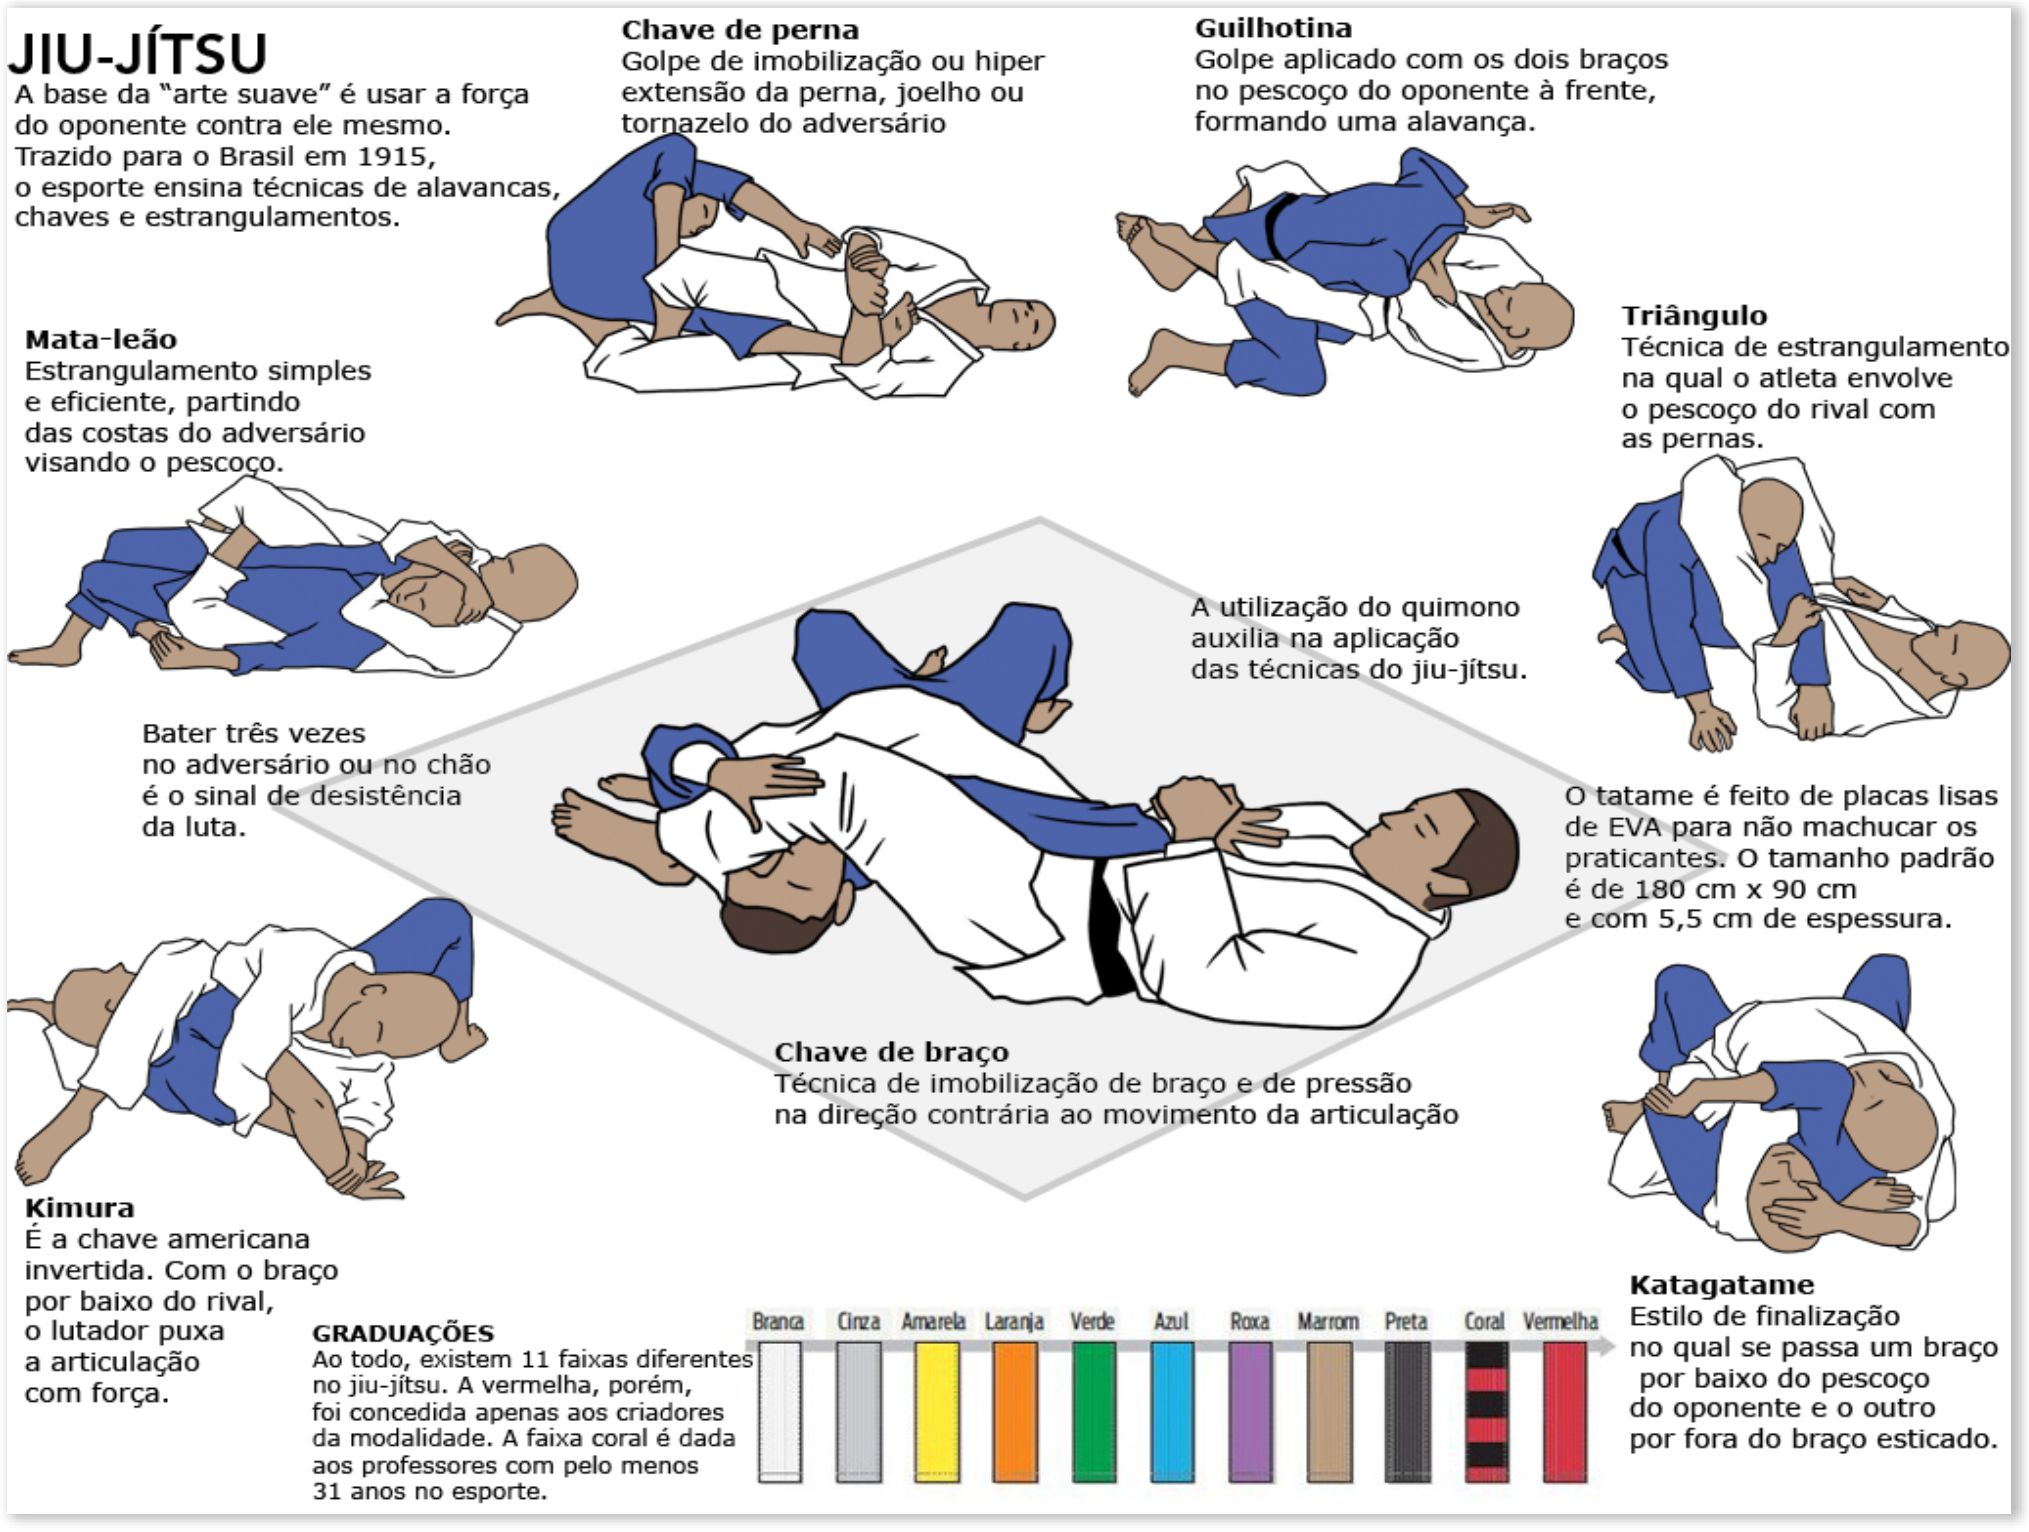 JIU-JÍTSU
A base da “arte suave” é usar a força
do oponente contra ele mesmo.
Trazido para o Brasil em 1915,
o esporte ensina técnicas de alavancas,
chaves e estrangulamentos.
Chave de perna
Golpe de imobilização ou hiper
extensão da perna, joelho ou
tornazelo do adversário
Guilhotina
Golpe aplicado com os dois braços
no pescoço do oponente à frente,
formando uma alavança.
Mata-leão
Estrangulamento simples
e eficiente, partindo
das costas do adversário
visando o pescoço.
Triângulo
Técnica de estrangulamento
na qual o atleta envolve
o pescoço do rival com
as pernas.
A utilização do quimono
auxilia na aplicação
das técnicas do jiu-jítsu.
Bater três vezes
no adversário ou no chão
é o sinal de desistência
da luta.
O tatame é feito de placas lisas
de EVA para não machucar os
praticantes. O tamanho padrão
é de 180 cm x 90 cm
e com 5,5 cm de espessura.
Chave de braço
Técnica de imobilização de braço e de pressão
na direção contrária ao movimento da articulação
Kimura
É a chave americana
invertida. Com o braço
por baixo do rival,
o lutador puxa
a articulação
com força.
GRADUAÇÕES
Ao todo, existem 11 faixas diferentes
no jiu-jítsu. A vermelha, porém,
foi concedida apenas aos criadores
da modalidade. A faixa coral é dada
aos professores com pelo menos
31 anos no esporte.
Branca Cinza Amarela Laranja Verde Azul Roxa Marrom Preta Coral Vermelha
Katagatame
Estilo de finalização
no qual se passa um braço
por baixo do pescoço
do oponente e o outro
por fora do braço esticado.